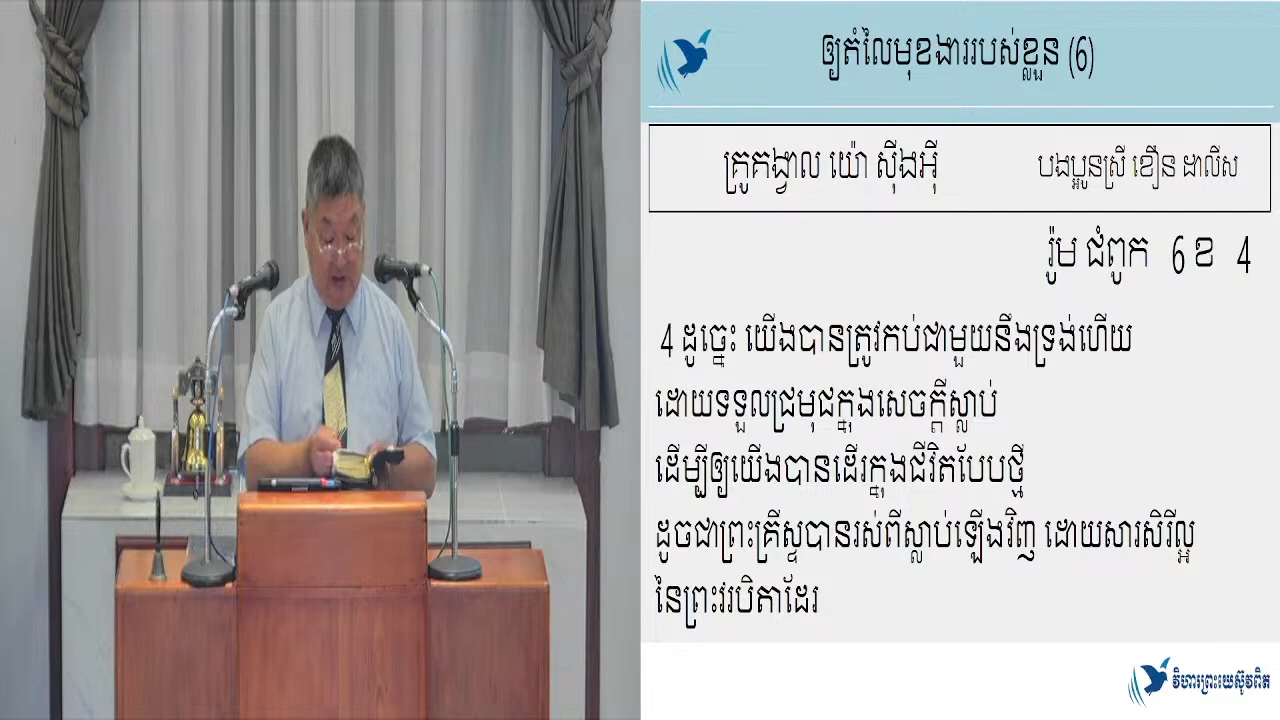 ឲ្យតំលៃមុខងាររបស់ខ្លួន (6)
គ្រូគង្វាល យ៉ោ ស៊ីងអ៊ី
បងប្អូនស្រី ខឿន ដាលីស
រ៉ូម ជំពូក 6 ខ 4
4 ដូច្នេះ យើងបានត្រូវកប់ជាមួយនឹងទ្រង់ហើយ
ដោយទទួលជ្រមុជក្នុងសេចក្តីស្លាប់
ដើម្បីឲ្យយើងបានដើរក្នុងជីវិតបែបថ្មី
ដូចជាព្រះគ្រីស្ទបានរស់ពីស្លាប់ឡើងវិញ ដោយសារសិរីល្អ
នៃព្រះវរបិតាដែរ
វិហារព្រះយេស៊ូវពិត